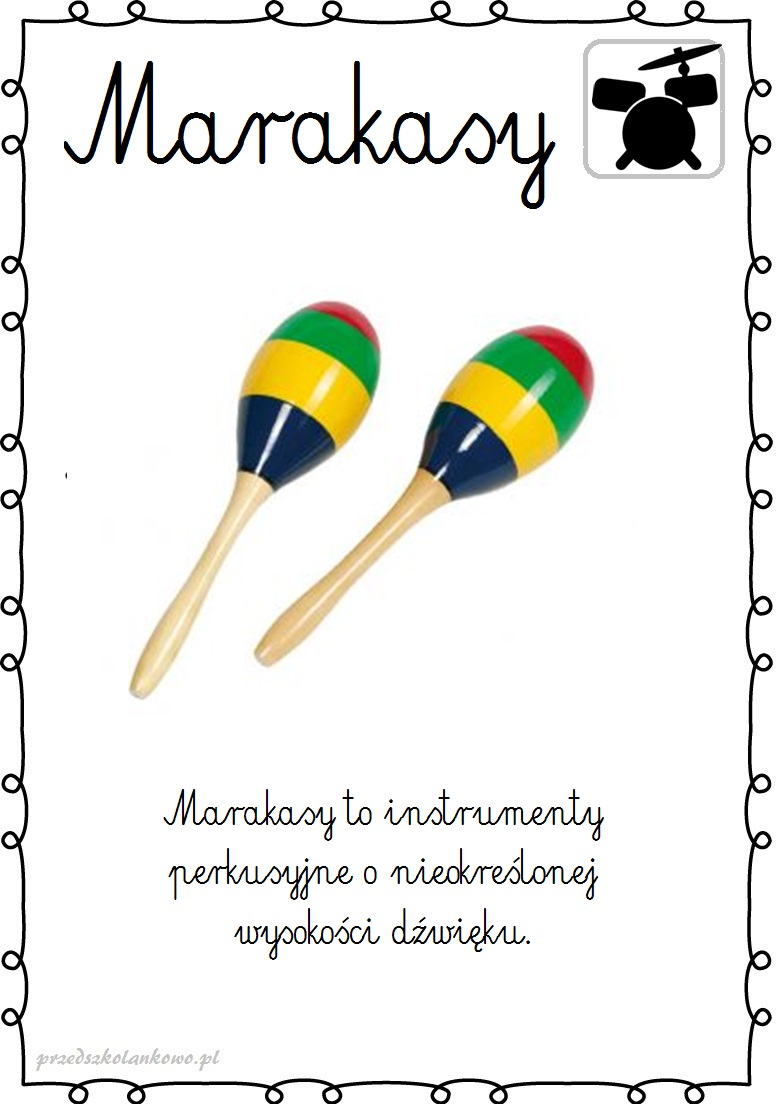 Marakasy
Marakasy to instrumenty
perkusyjne o nieokreślonej
wysokości dźwięku.
przedszkolankowo.pl